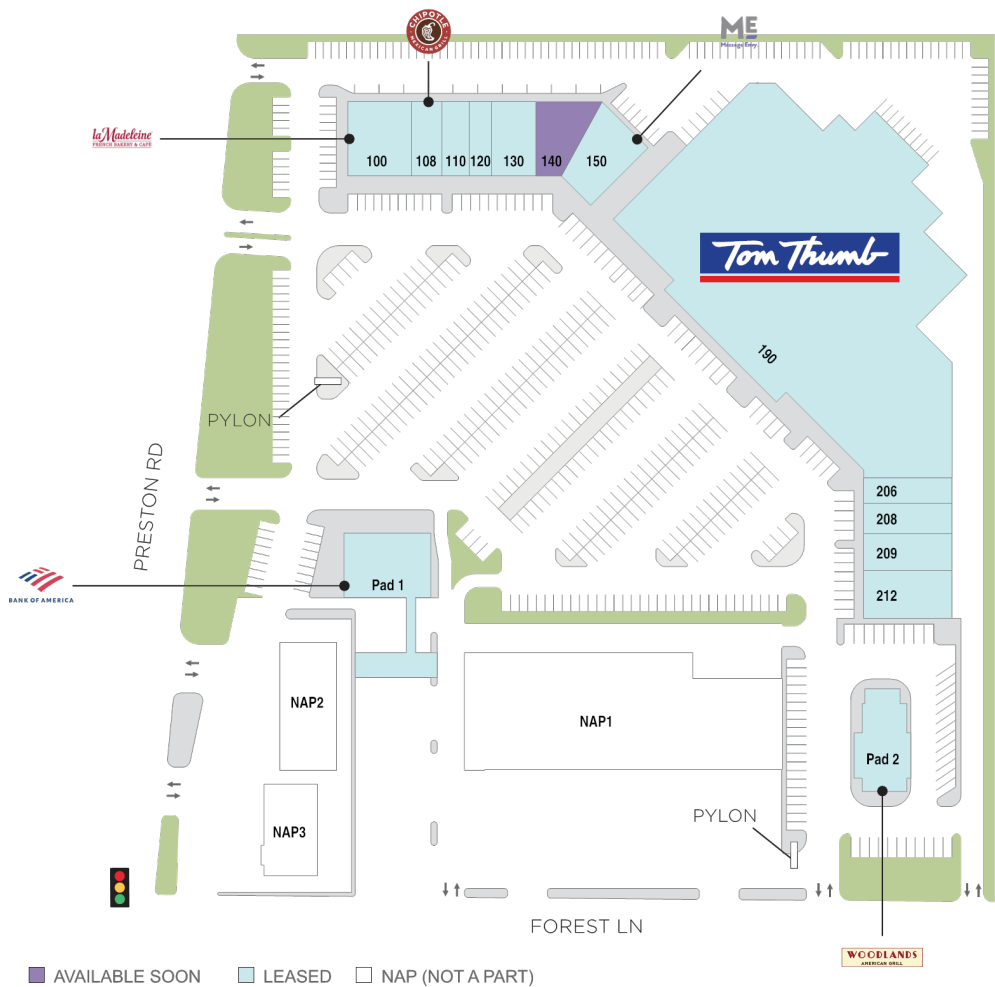 CHIPOTLE
MEXICAN GRILL
ME
Massage Envy
la Madeleine
FRENCH BAKERY & CAFÉ
100
108
110
120
130
140
150
Tom Thumb
190
PYLON
PRESTON RD
206
208
209
212
BANK OF AMERICA
Pad 1
NAP2
NAP1
Pad 2
NAP3
PYLON
FOREST LN
WOODLANDS
AMERICAN GRILL
AVAILABLE SOON
LEASED
NAP (NOT A PART)